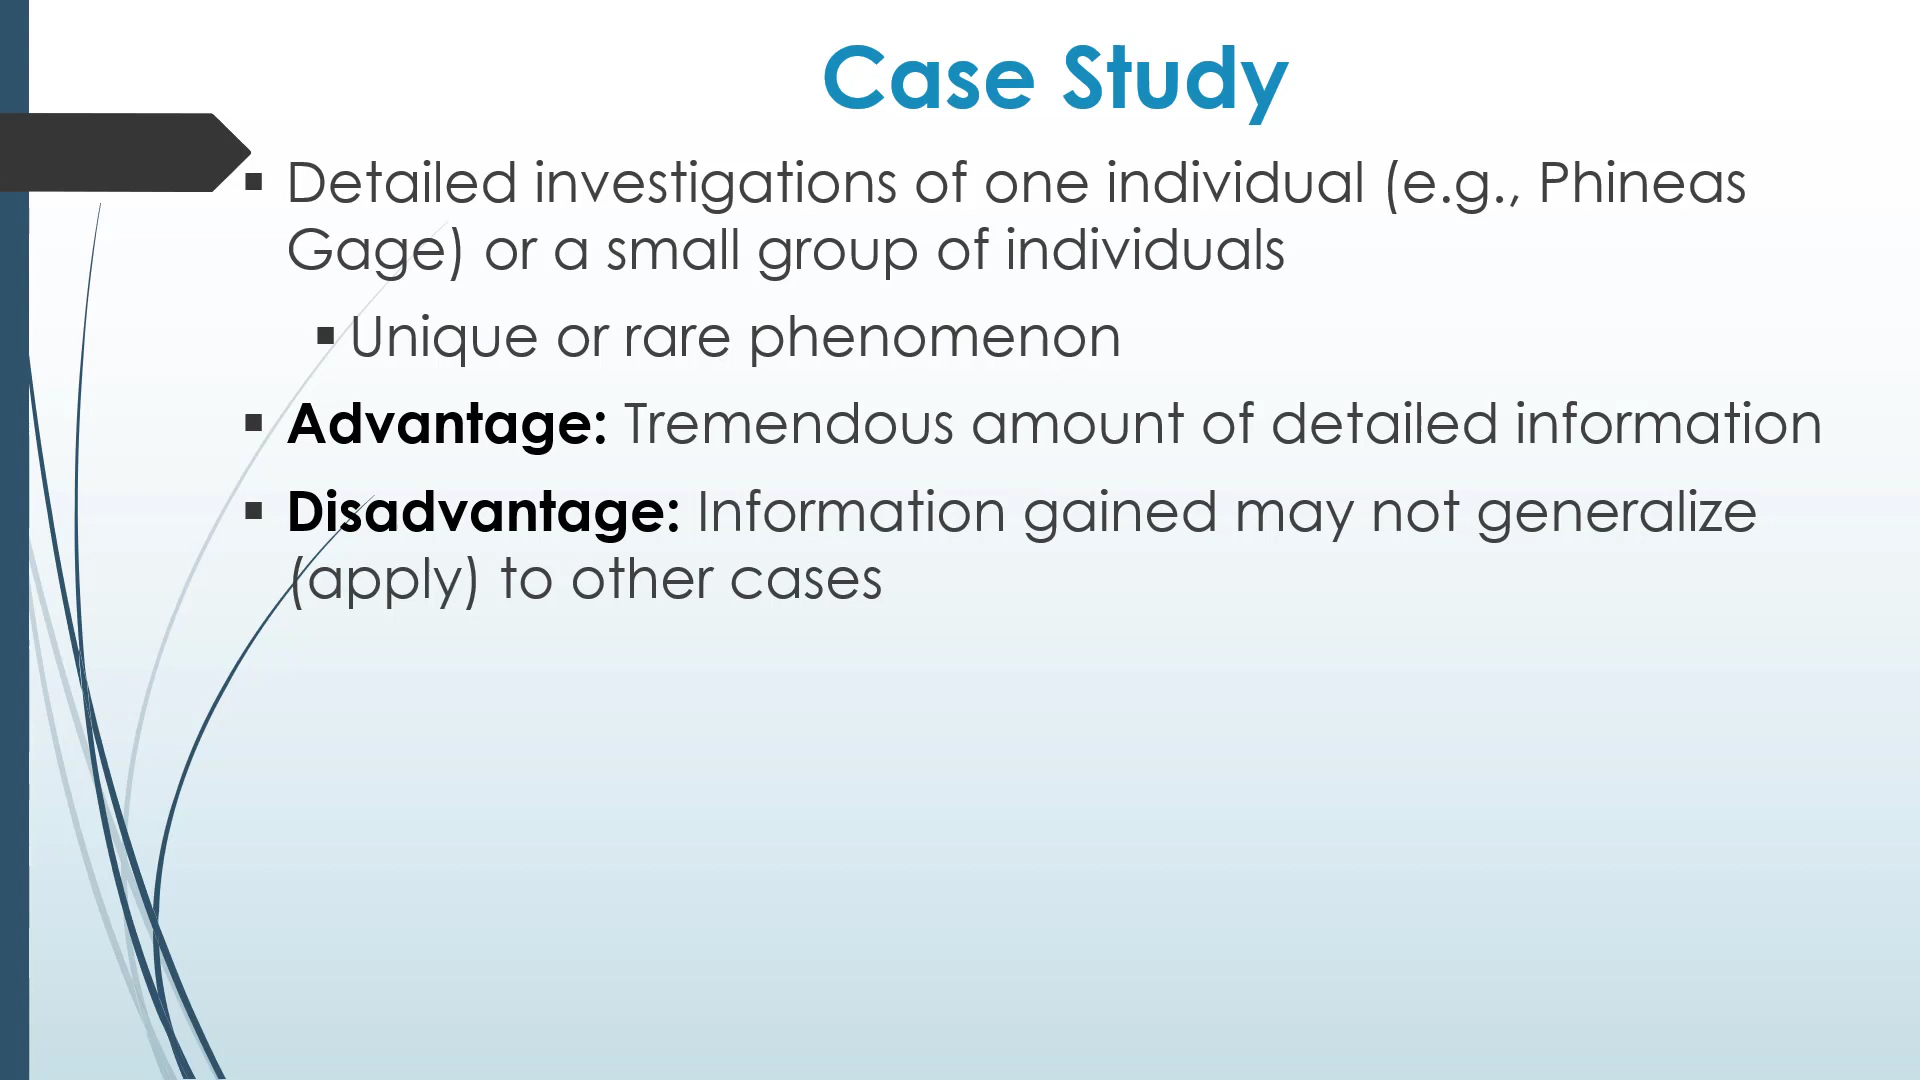 Case Study
▪ Detailed investigations of one individual (e.g., Phineas
Gage) or a small group of individuals
▪ Unique or rare phenomenon
▪ Advantage: Tremendous amount of detailed information
▪ Disadvantage: Information gained may not generalize
(apply) to other cases